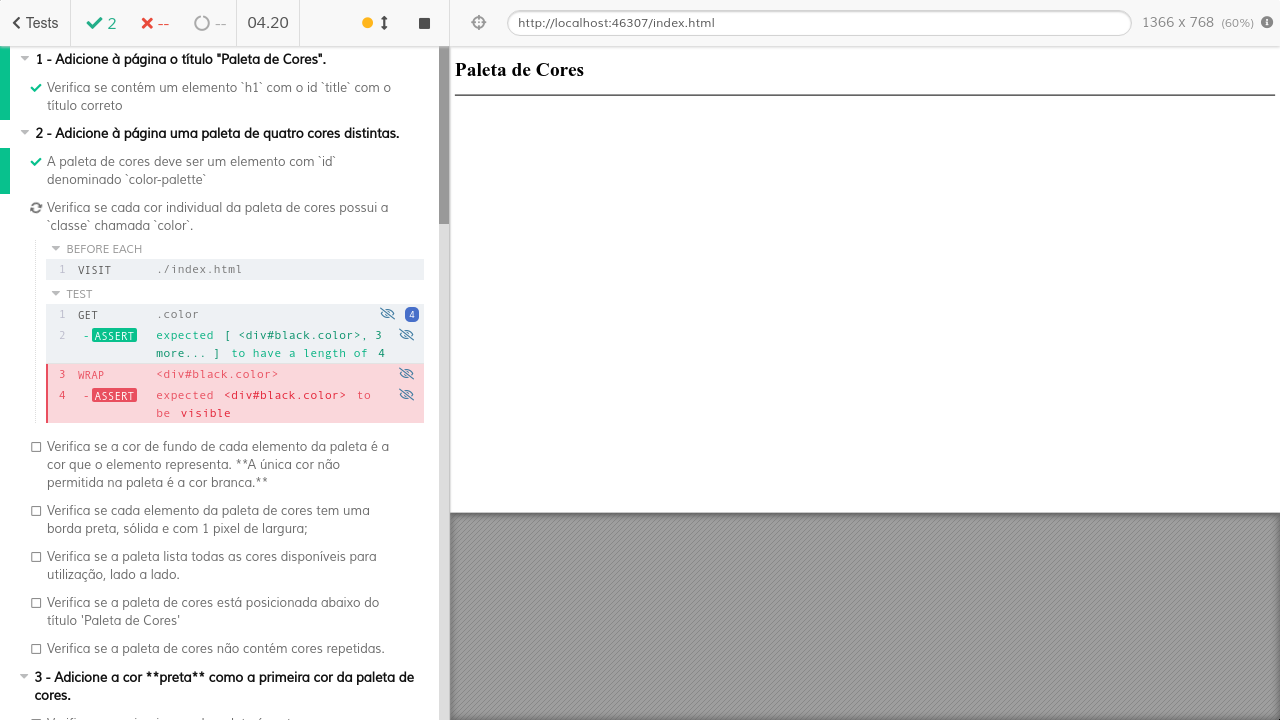 Tests
2
--
--
04.20
http://localhost:46307/index.html
1366 x 768 (60%)
1 - Adicione à página o título "Paleta de Cores".
Verifica se contém um elemento `h1` com o id `title` com o
título correto
2 - Adicione à página uma paleta de quatro cores distintas.
A paleta de cores deve ser um elemento com `id`
denominado `color-palette`
Verifica se cada cor individual da paleta de cores possui a
`classe` chamada `color`.
BEFORE EACH
1 VISIT ./index.html
TEST
1 GET .color 4
2 -ASSERT expected [ <div#black.color>, 3
more... ] to have a length of 4
3 WRAP <div#black.color>
4 -ASSERT expected <div#black.color> to
be visible
Verifica se a cor de fundo de cada elemento da paleta é a
cor que o elemento representa. **A única cor não
permitida na paleta é a cor branca.**
Verifica se cada elemento da paleta de cores tem uma
borda preta, sólida e com 1 pixel de largura;
Verifica se a paleta lista todas as cores disponíveis para
utilização, lado a lado.
Verifica se a paleta de cores está posicionada abaixo do
título 'Paleta de Cores'
Verifica se a paleta de cores não contém cores repetidas.
3 - Adicione a cor **preta** como a primeira cor da paleta de
cores.
Paleta de Cores